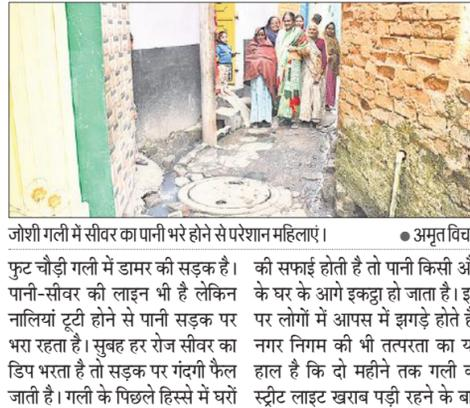 जोशी गली में सीवर का पानी भरे होने से परेशान महिलाएं।
● अमृत विच
फुट चौड़ी गली में डामर की सड़क है।
पानी-सीवर की लाइन भी है लेकिन
नालियां टूटी होने से पानी सड़क पर
भरा रहता है। सुबह हर रोज सीवर का
डिप भरता है तो सड़क पर गंदगी फैल
जाती है। गली के पिछले हिस्से में घरों
की सफाई होती है तो पानी किसी औ
के घर के आगे इकट्ठा हो जाता है।
पर लोगों में आपस में झगड़े होते
नगर निगम की भी तत्परता का
हाल है कि दो महीने तक गली
स्ट्रीट लाइट खराब पड़ी रहने के